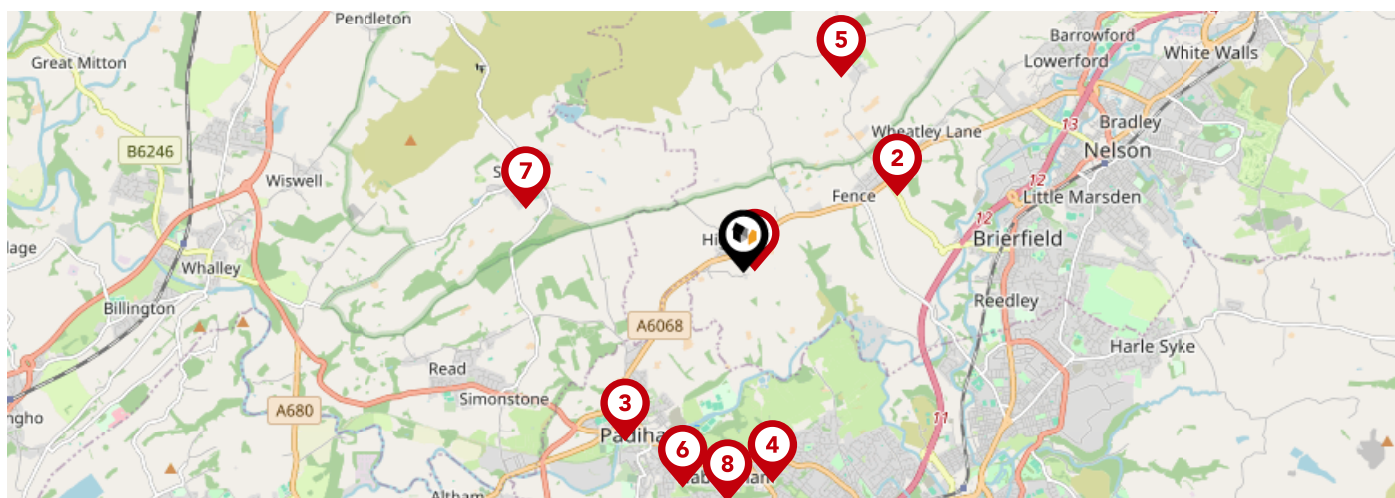 Pendleton
5
Barrowford
White Walls
Great Mitton
Lowerford
13
Bradley
B6246
Wheatley Lane
Nelson
7
2
Wiswell
12
Fence
Little Marsden
12
Brierfield
Whalley
Billington
Reedley
A6068
Harle Syke
Read
Simonstone
3
A680
11
6
8
4
Altham